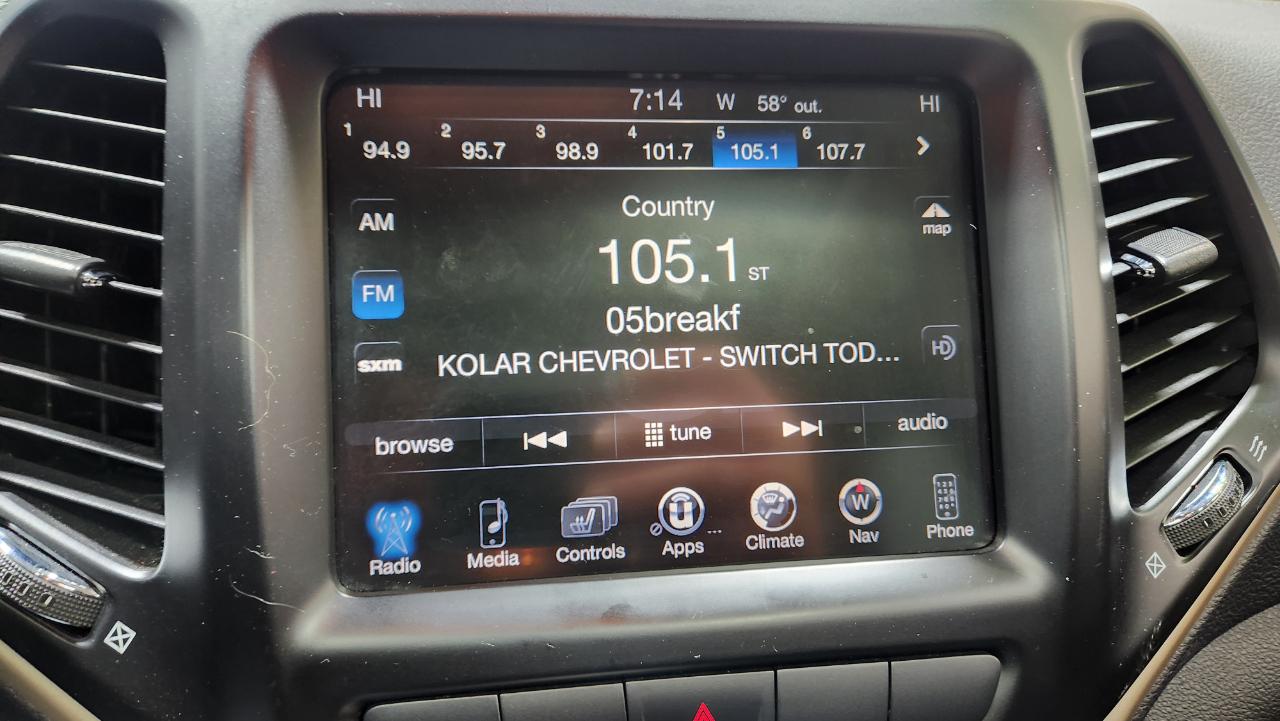 HI 7:14 W 58° out. HI
1 94.9 2 95.7 3 98.9 4 101.7 5 105.1 6 107.7
Country
AM
map
105.1 ST
FM
05breakf
KOLAR CHEVROLET - SWITCH TOD...
HD
sxm
browse tune audio
Radio Media Controls Apps ... Climate W Nav Phone